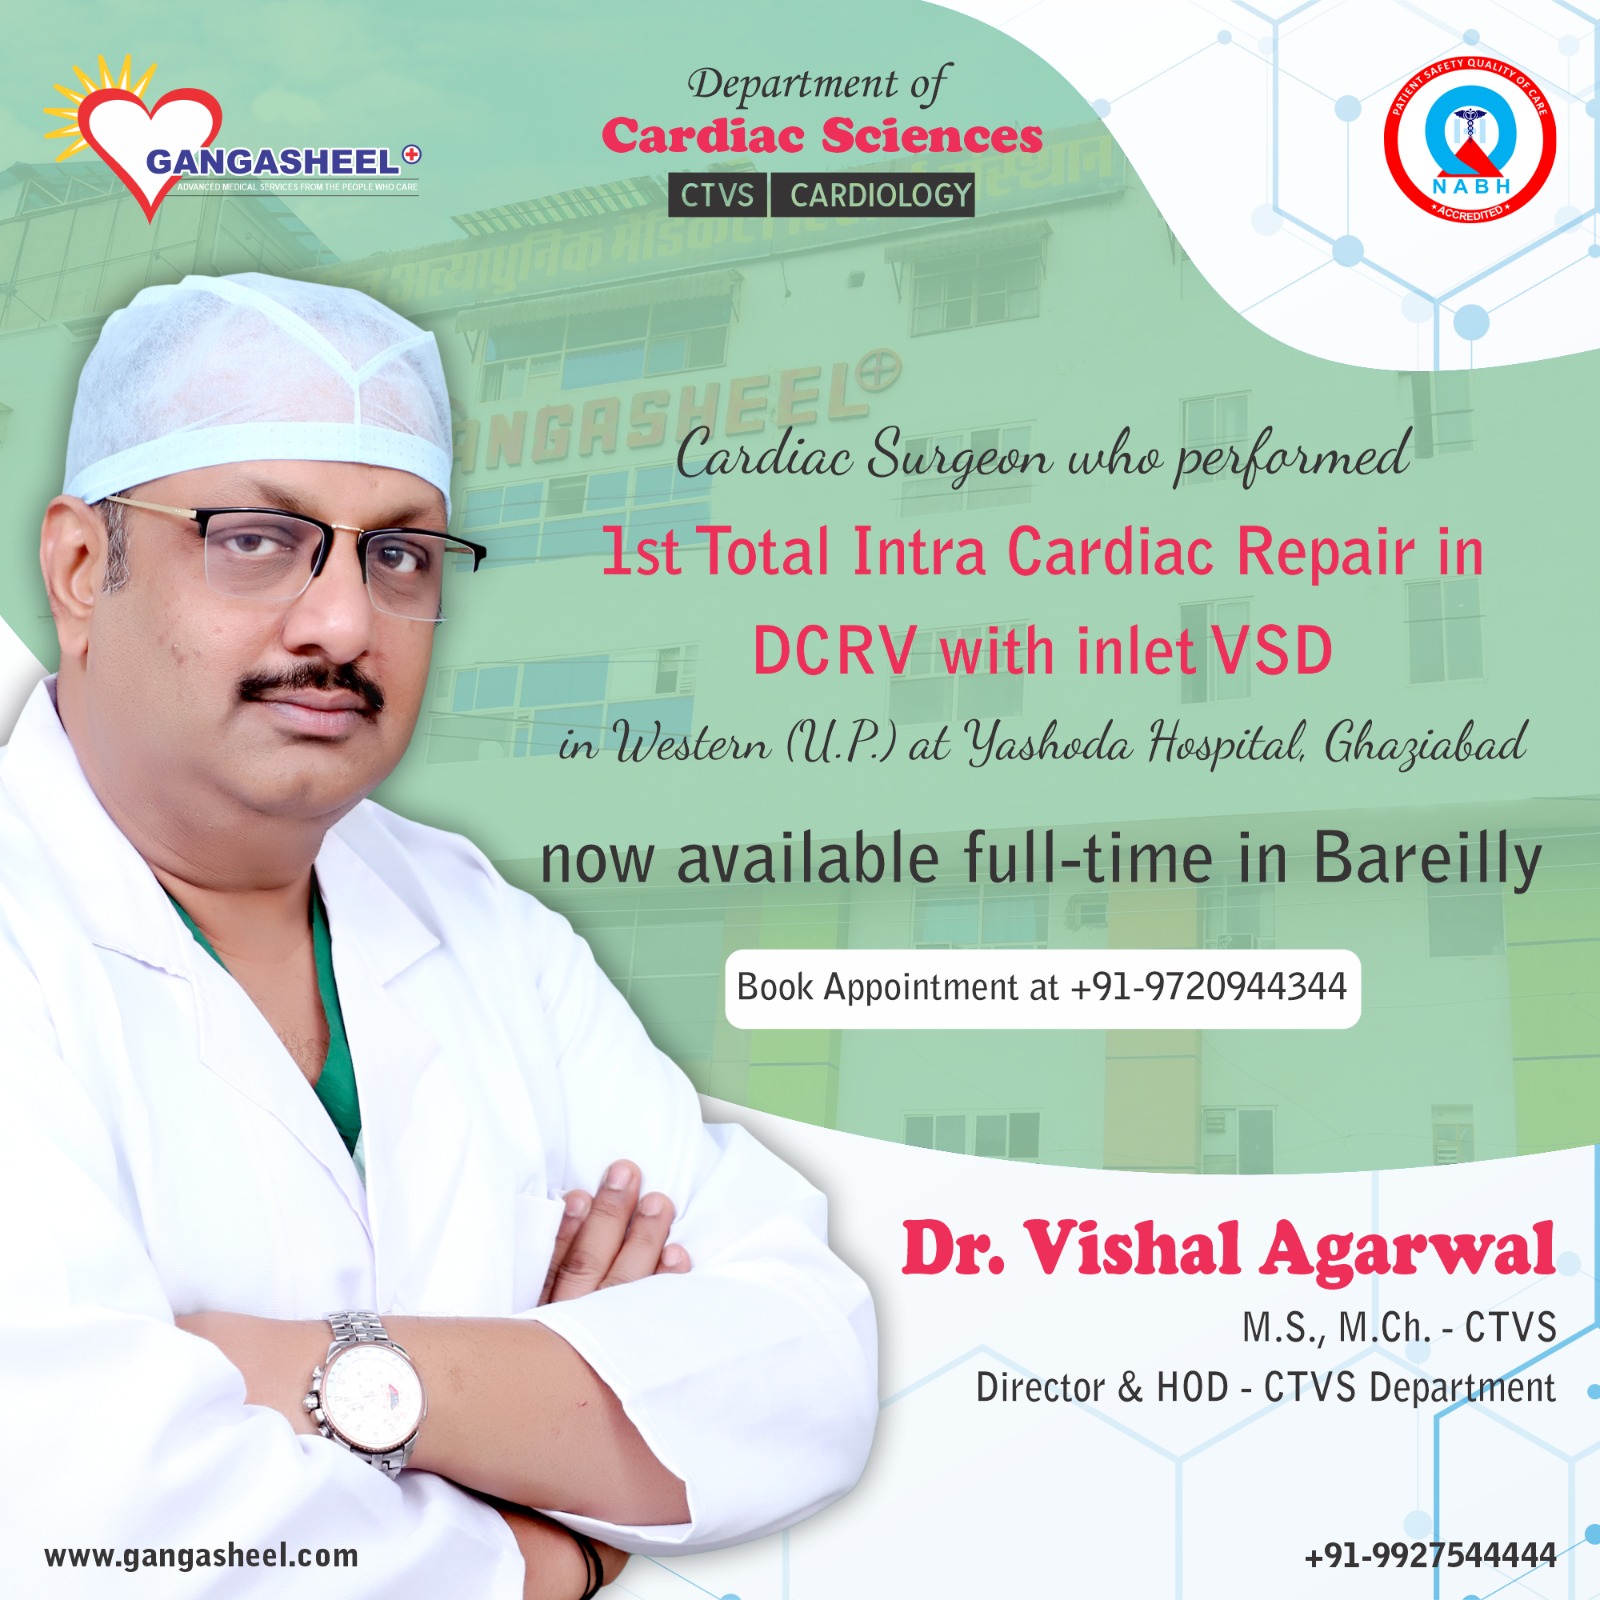 GANGASHEEL
ADVANCED MEDICAL SERVICES FROM THE PEOPLE WHO CARE
Department of
Cardiac Sciences
CTVS CARDIOLOGY
PATIENT SAFETY QUALITY OF CARE
NABH
ACCREDITED
अत्याधुनिक
संस्थान
ANGASHEEL
Cardiac Surgeon who performed
1st Total Intra Cardiac Repair in
DCRV with inlet VSD
in Western (U.P.) at Yashoda Hospital, Ghaziabad
now available full-time in Bareilly
Book Appointment at +91-9720944344
Dr. Vishal Agarwal
M.S., M.Ch. - CTVS
Director & HOD - CTVS Department
www.gangasheel.com
+91-9927544444